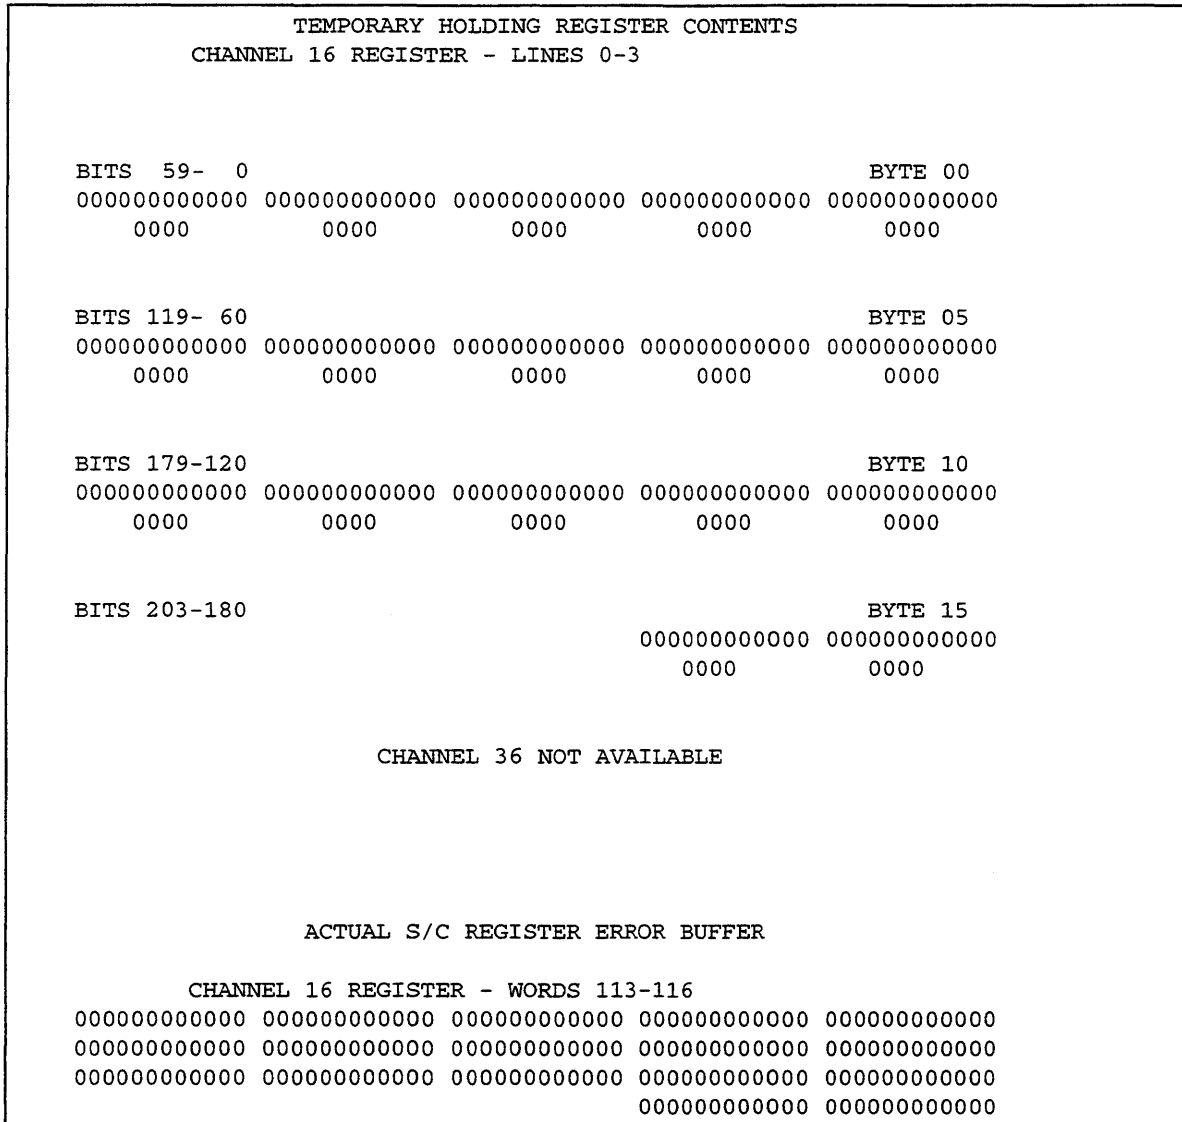 TEMPORARY HOLDING REGISTER CONTENTS
CHANNEL 16 REGISTER - LINES 0-3
BITS 59- 0 BYTE 00
000000000000 000000000000 000000000000 000000000000 000000000000
0000 0000 0000 0000 0000
BITS 119- 60 BYTE 05
000000000000 000000000000 000000000000 000000000000 000000000000
0000 0000 0000 0000 0000
BITS 179-120 BYTE 10
000000000000 000000000000 000000000000 000000000000 000000000000
0000 0000 0000 0000 0000
BITS 203-180 BYTE 15
000000000000 000000000000
0000 0000
CHANNEL 36 NOT AVAILABLE
ACTUAL S/C REGISTER ERROR BUFFER
CHANNEL 16 REGISTER - WORDS 113-116
000000000000 000000000000 000000000000 000000000000 000000000000
000000000000 000000000000 000000000000 000000000000 000000000000
000000000000 000000000000 000000000000 000000000000 000000000000
000000000000 000000000000